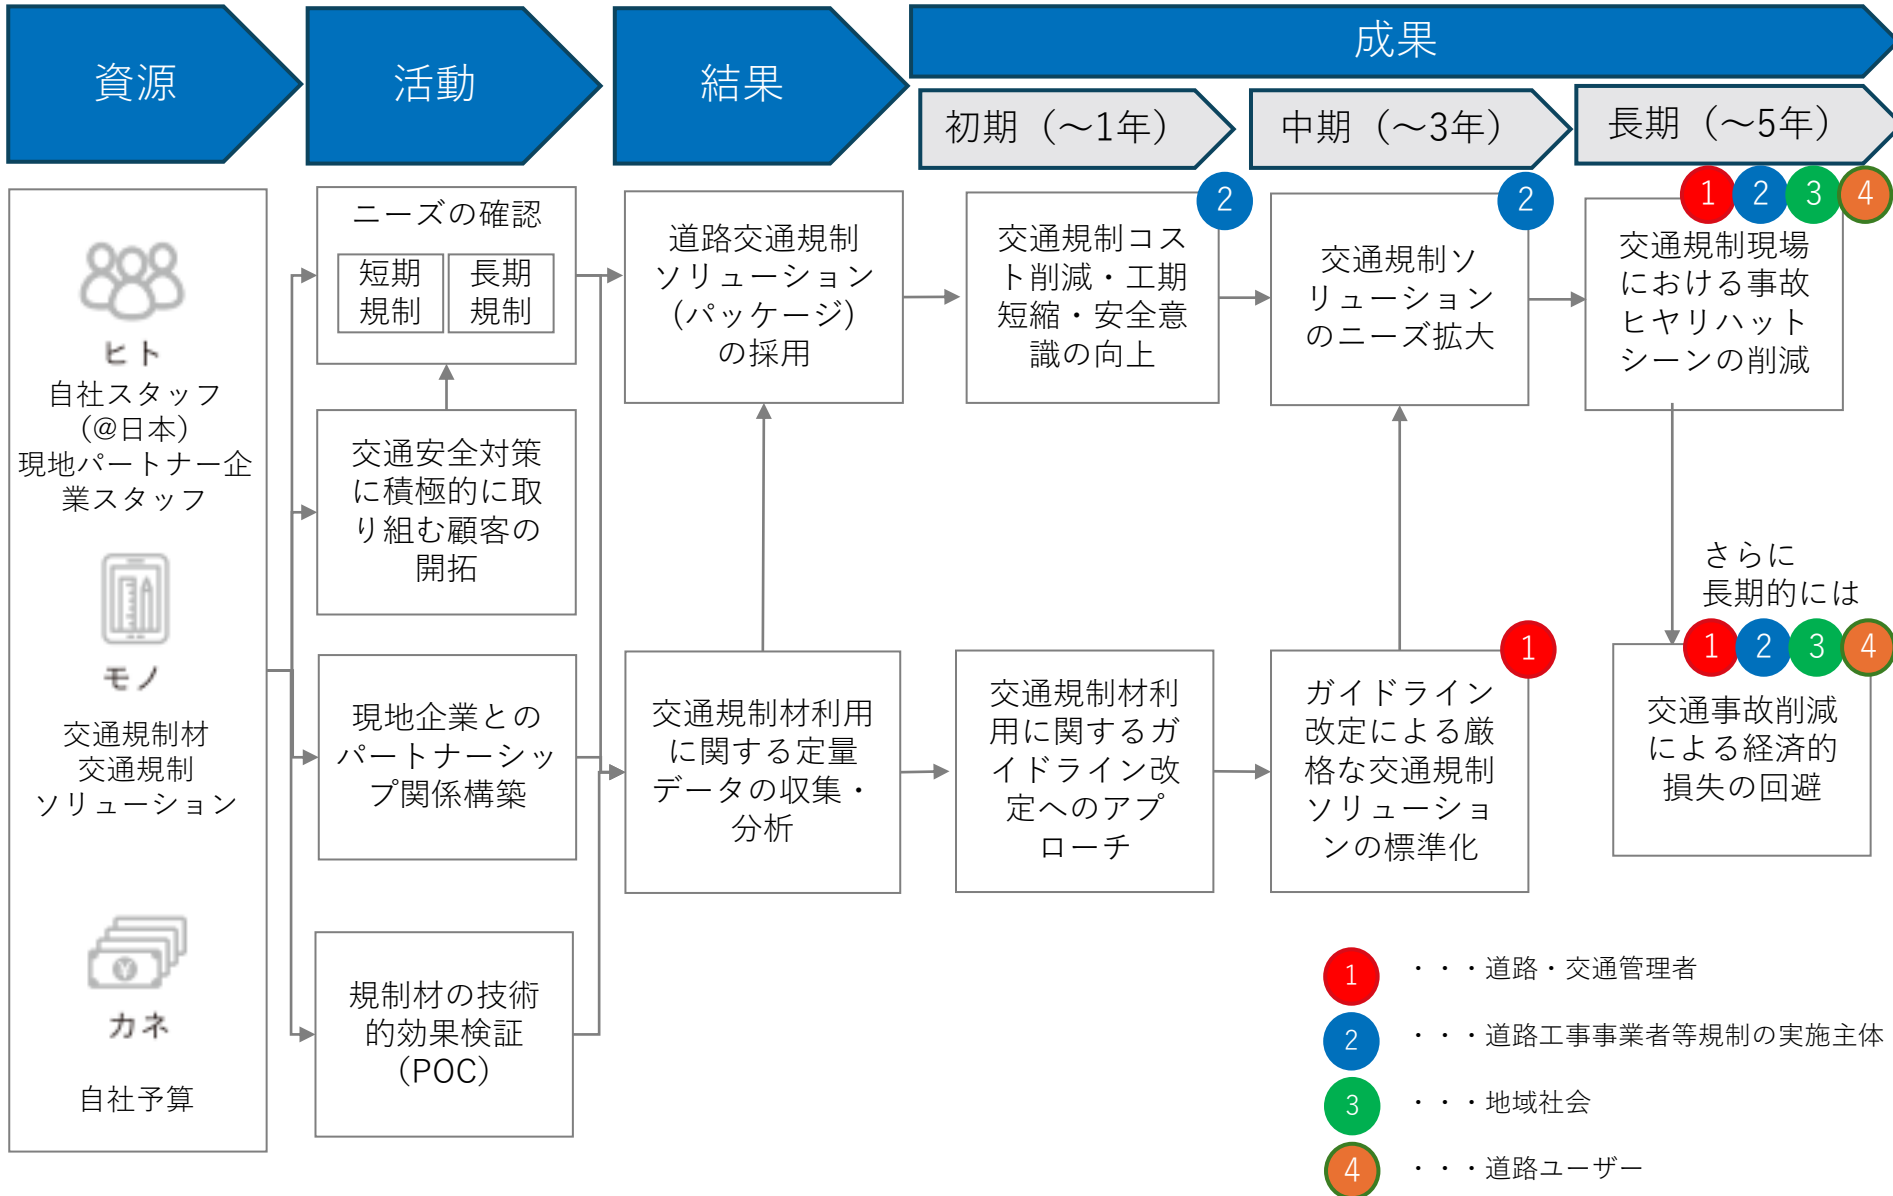 資源
活動
結果
成果
初期（～1年）
中期（～3年）
長期（～5年）
ヒト
自社スタッフ
（@日本）
現地パートナー企
業スタッフ
モノ
交通規制材
交通規制
ソリューション
カネ
自社予算
ニーズの確認
短期
規制
長期
規制
交通安全対策
に積極的に取
り組む顧客の
開拓
現地企業との
パートナーシッ
プ関係構築
規制材の技術
的効果検証
（POC）
道路交通規制
ソリューション
(パッケージ)
の採用
交通規制材利用
に関する定量
データの収集・
分析
2
交通規制コス
ト削減・工期
短縮・安全意
識の向上
交通規制材利
用に関するガ
イドライン改
定へのアプ
ローチ
2
交通規制ソ
リューション
のニーズ拡大
1
ガイドライン
改定による厳
格な交通規制
ソリューショ
ンの標準化
1 2 3 4
交通規制現場
における事故
ヒヤリハット
シーンの削減
さらに
長期的には
1 2 3 4
交通事故削減
による経済的
損失の回避
1 ・・・道路・交通管理者
2 ・・・道路工事事業者等規制の実施主体
3 ・・・地域社会
4 ・・・道路ユーザー